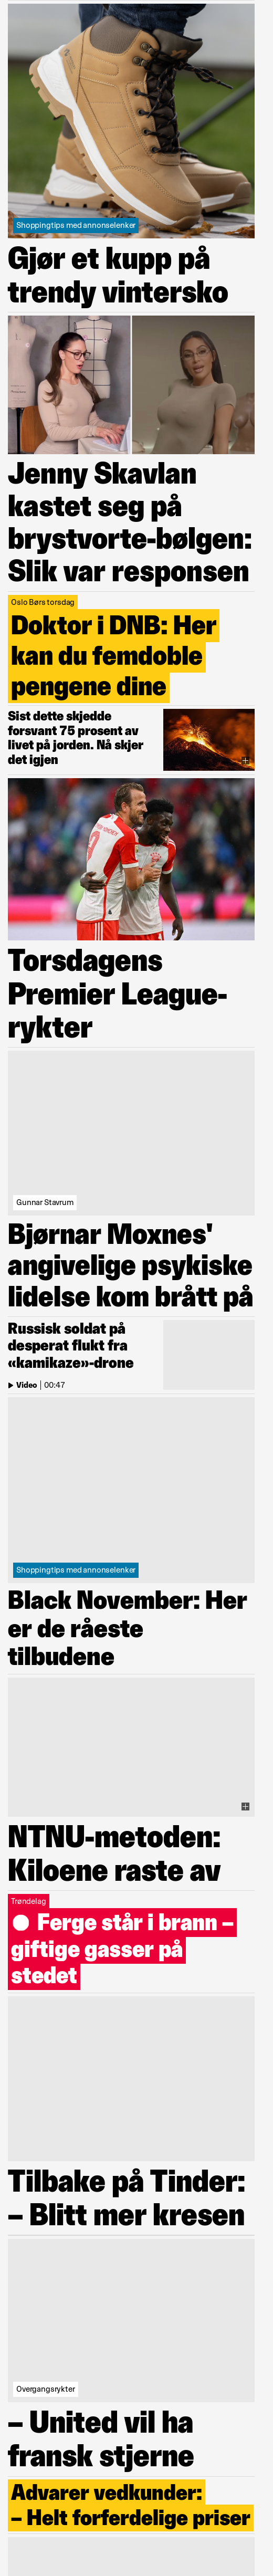 Shoppingtips med annonselenker
Gjør et kupp på
trendy vintersko
Jenny Skavlan
kastet seg på
brystvorte-bølgen:
Slik var responsen
Oslo Børs torsdag
Doktor i DNB: Her
kan du femdoble
pengene dine
Sist dette skjedde
forsvant 75 prosent av
livet på jorden. Nå skjer
det igjen
Torsdagens
Premier League-
rykter
Gunnar Stavrum
Bjørnar Moxnes'
angivelige psykiske
lidelse kom brått på
Russisk soldat på
desperat flukt fra
«kamikaze»-drone
Video | 00:47
Shoppingtips med annonselenker
Black November: Her
er de råeste
tilbudene
NTNU-metoden:
Kiloene raste av
Trøndelag
Ferge står i brann –
giftige gasser på
stedet
Tilbake på Tinder:
– Blitt mer kresen
Overgangsrykter
– United vil ha
fransk stjerne
Advarer vedkunder:
– Helt forferdelige priser